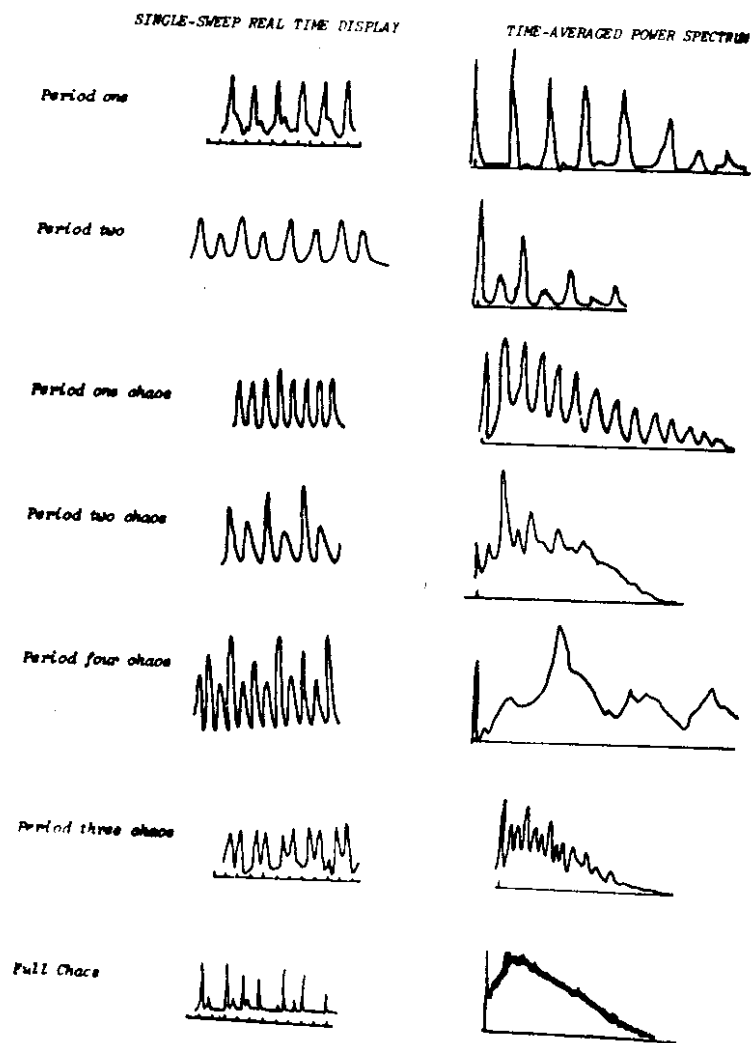 SINGLE-SWEEP REAL TIME DISPLAY
TIME-AVERAGED POWER SPECTRUM
Period one
Period two
Period one chaos
Period two chaos
Period four chaos
Period three chaos
Full Chaos